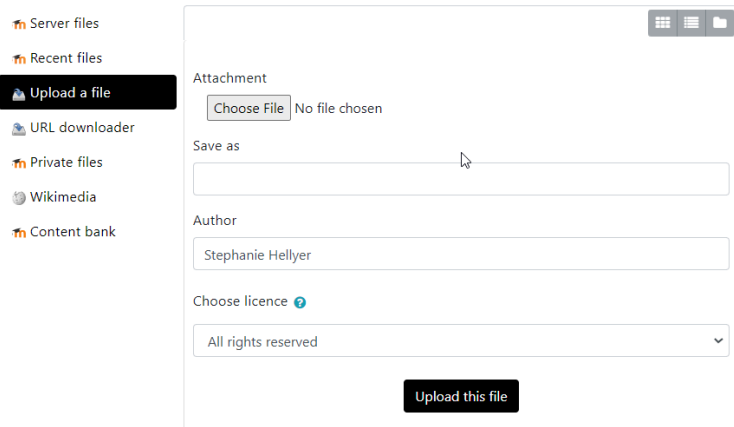 Server files
Recent files
Upload a file
URL downloader
Private files
Wikimedia
Content bank
Attachment
Choose File No file chosen
Save as
Author
Stephanie Hellyer
Choose licence ?
All rights reserved
Upload this file